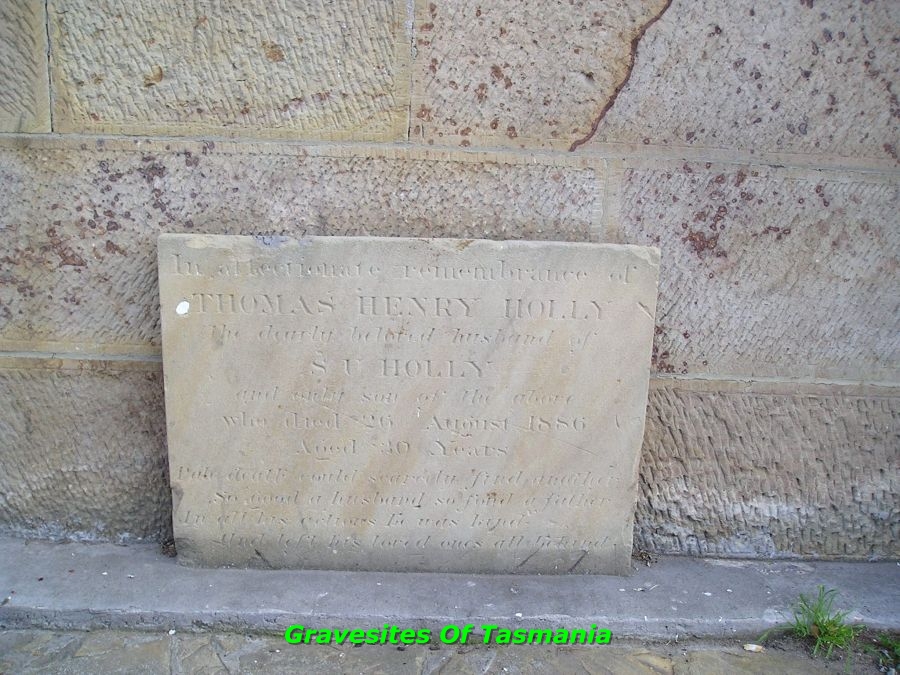 In affectionate remembrance of
THOMAS HENRY HOLLY
The dearly beloved husband of
S U HOLLY
and only son of the above
who died 26 August 1886
Aged 30 Years
Pale death could scarcely find another
So good a husband so fond a father
In all his actions he was kind
And left his loved ones all behind.
Gravesites Of Tasmania